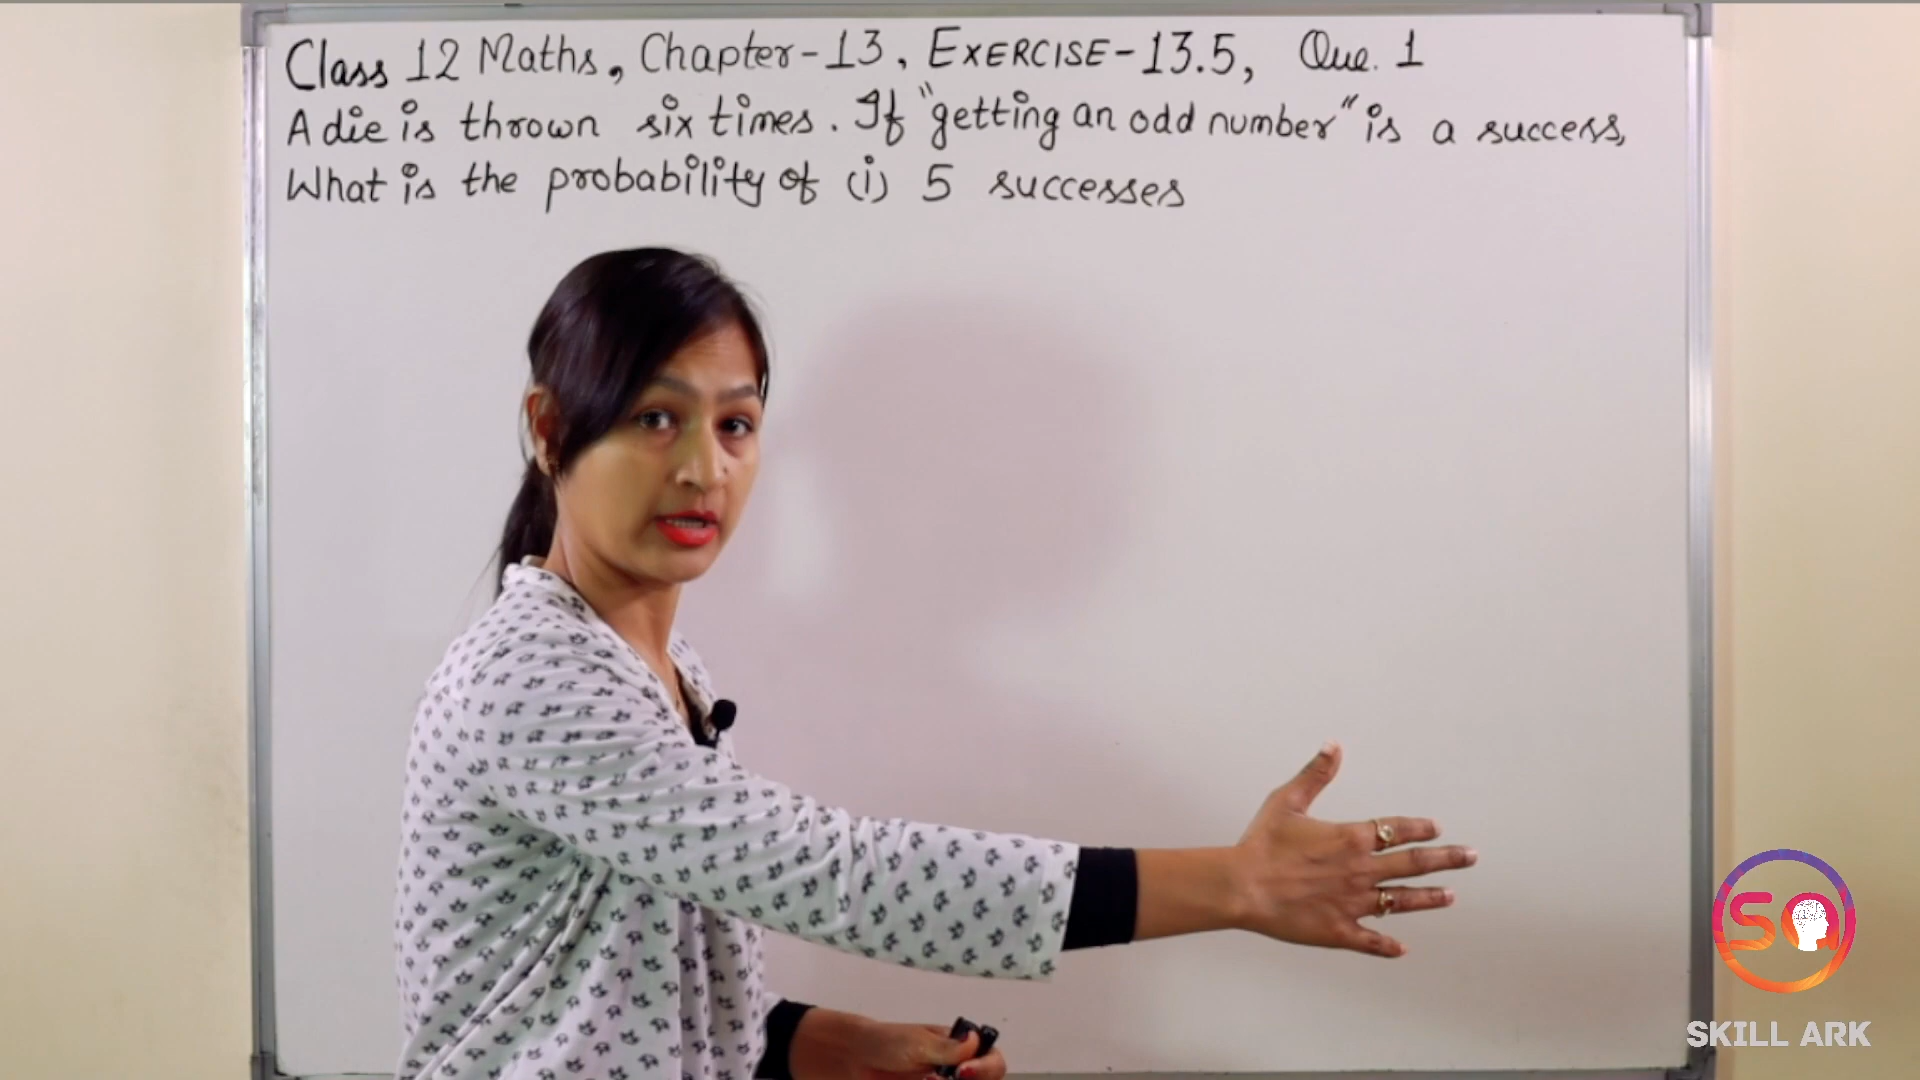 Class 12 Maths, Chapter-13, EXERCISE-13.5, Que. 1
A die is thrown six times. If "getting an odd number" is a success,
What is the probability of (i) 5 successes
SA
SKILL ARK